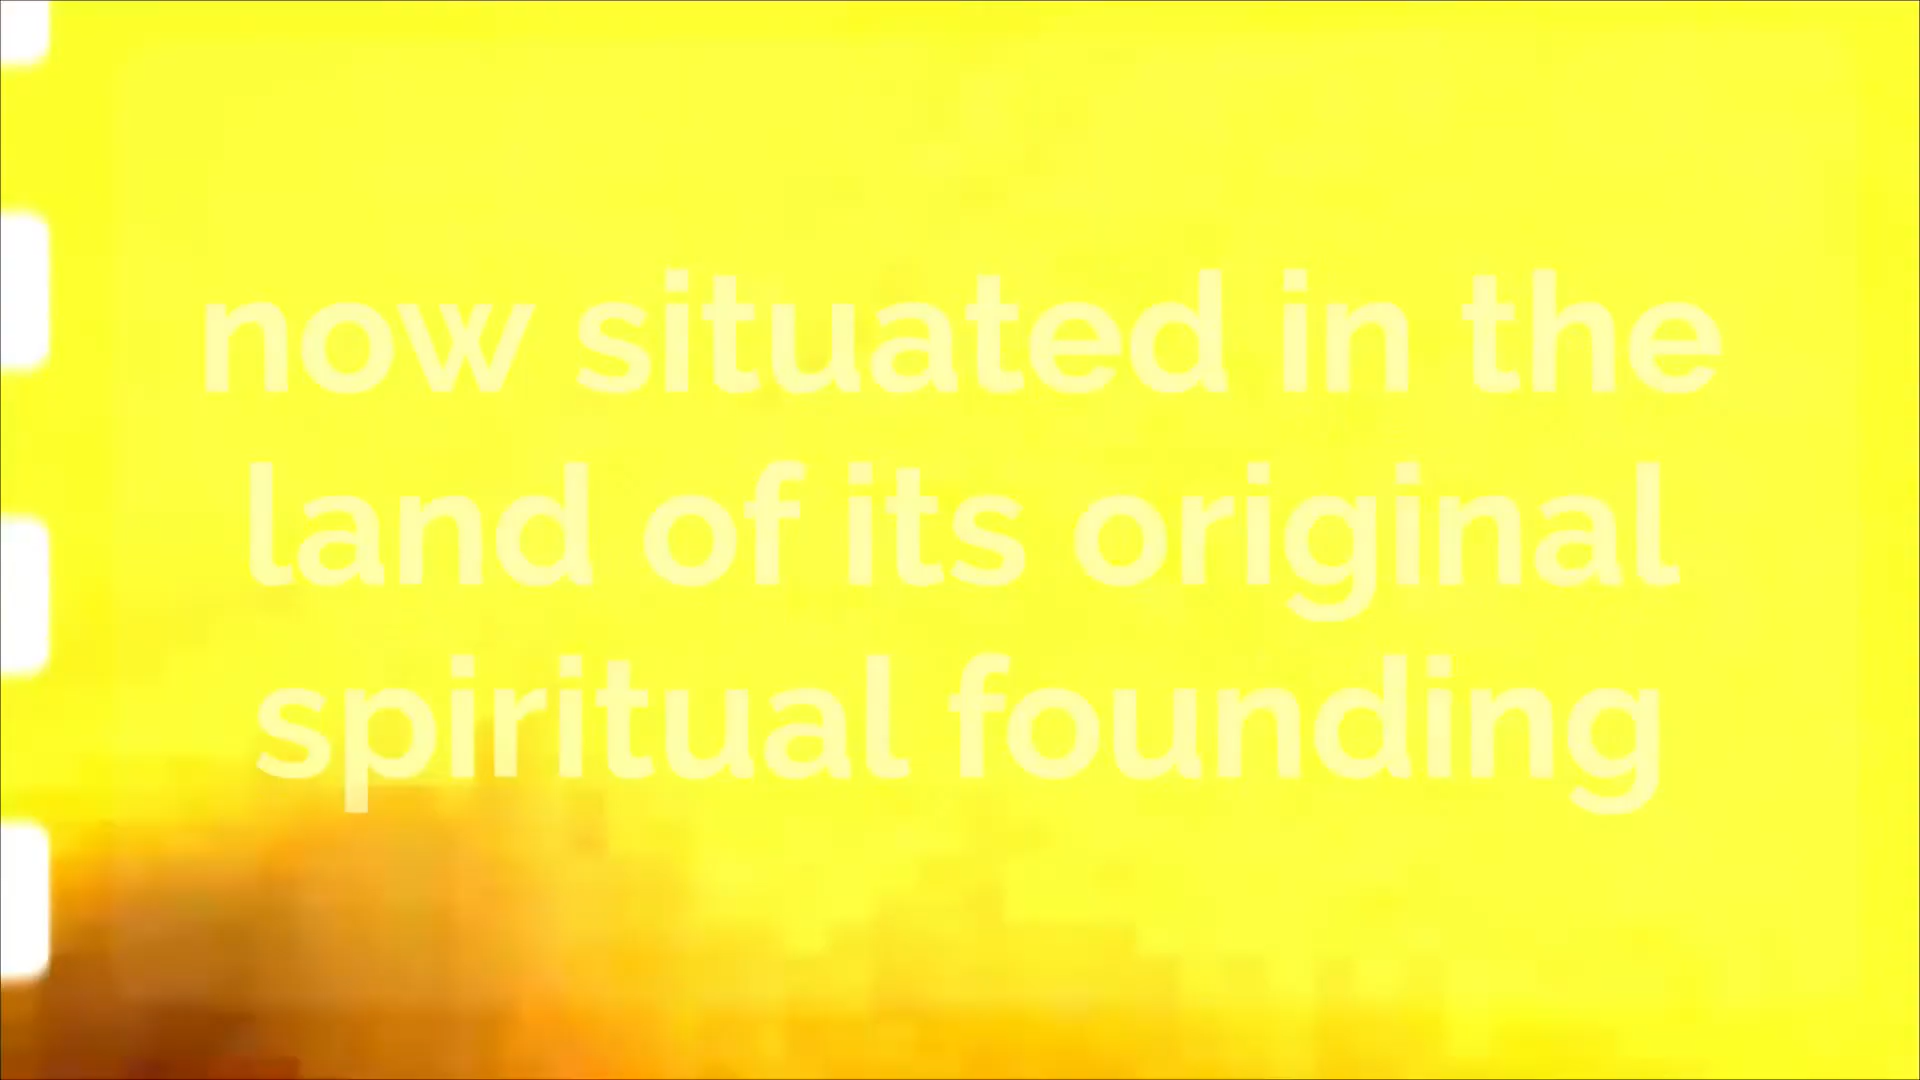 now situated in the
land of its original
spiritual founding